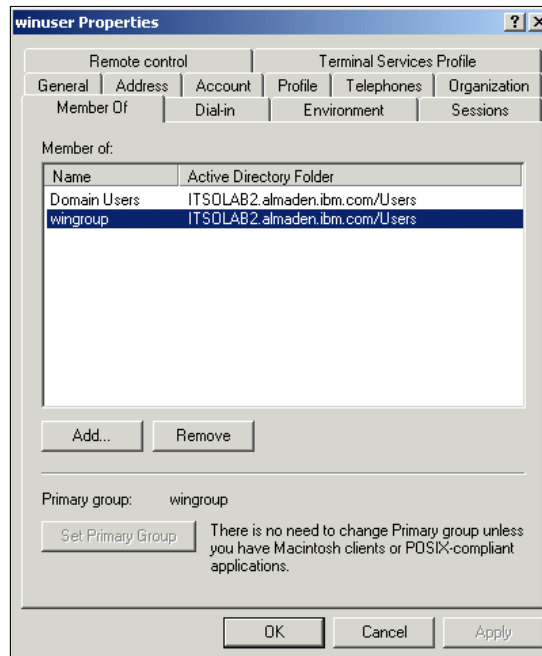 winuser Properties
Remote control
Terminal Services Profile
General
Address
Account
Profile
Telephones
Organization
Member Of
Dial-in
Environment
Sessions
Member of:
Name
Active Directory Folder
Domain Users
ITSOLAB2.almaden.ibm.com/Users
wingroup
ITSOLAB2.almaden.ibm.com/Users
Add...
Remove
Primary group:
wingroup
Set Primary Group
There is no need to change Primary group unless
you have Macintosh clients or POSIX-compliant
applications.
OK
Cancel
Apply